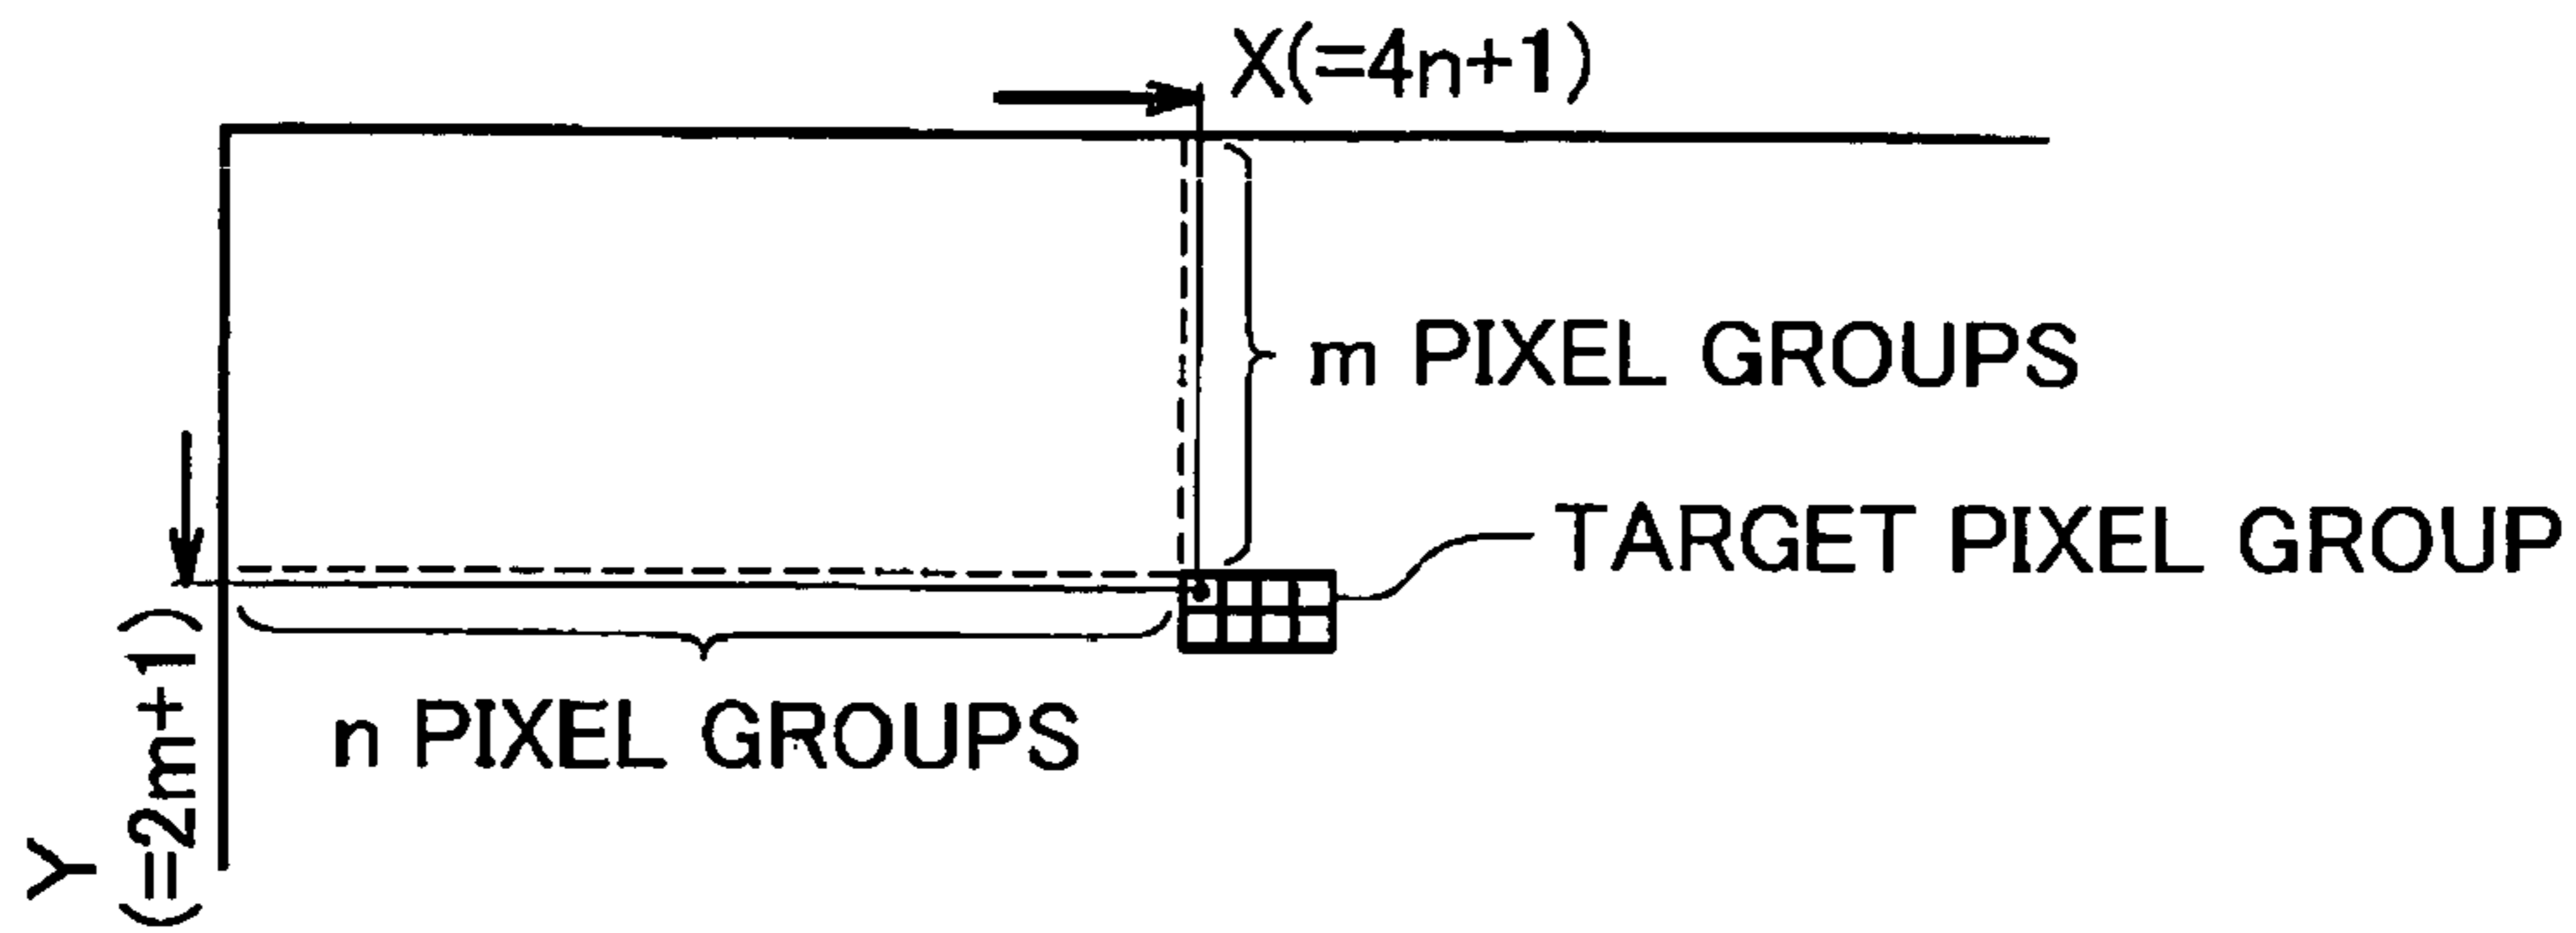 X(=4n+1)
m PIXEL GROUPS
TARGET PIXEL GROUP
n PIXEL GROUPS
Y
(=2m+1)